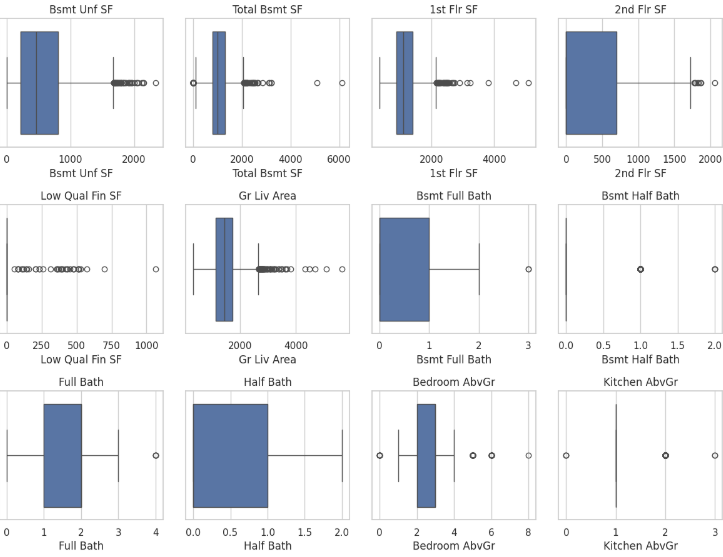 Bsmt Unf SF Total Bsmt SF 1st Flr SF 2nd Flr SF
0 1000 2000 0 2000 4000 6000 2000 4000 0 500 1000 1500 2000
Bsmt Unf SF Total Bsmt SF 1st Flr SF 2nd Flr SF
Low Qual Fin SF Gr Liv Area Bsmt Full Bath Bsmt Half Bath
0 250 500 750 1000 2000 4000 0 1 2 3 0.0 0.5 1.0 1.5 2.0
Low Qual Fin SF Gr Liv Area Bsmt Full Bath Bsmt Half Bath
Full Bath Half Bath Bedroom AbvGr Kitchen AbvGr
0 1 2 3 4 0.0 0.5 1.0 1.5 2.0 0 2 4 6 8 0 1 2 3
Full Bath Half Bath Bedroom AbvGr Kitchen AbvGr